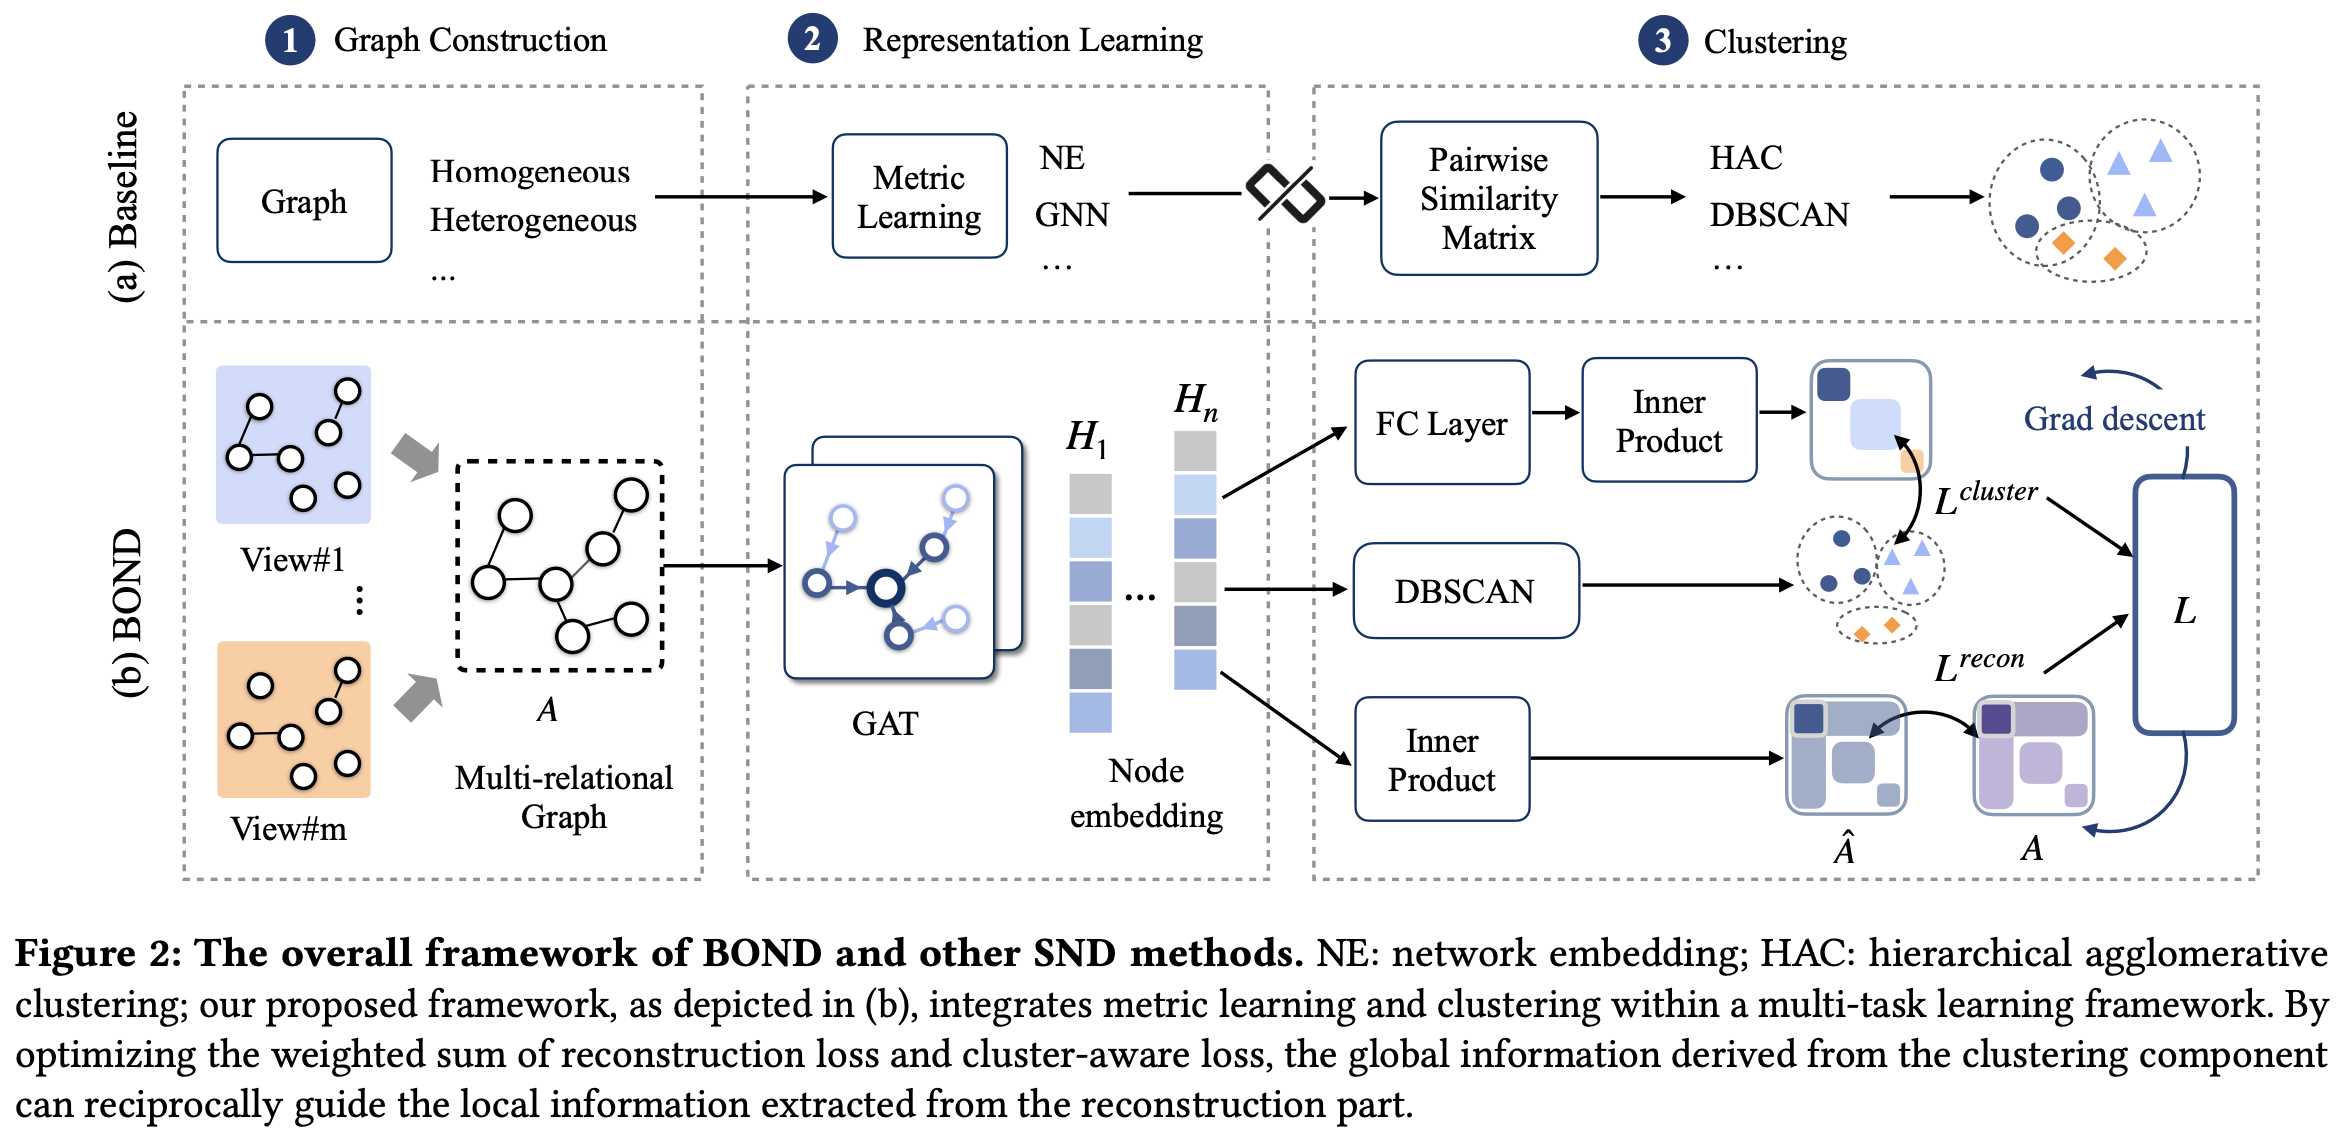 1 Graph Construction
2 Representation Learning
3 Clustering
(a) Baseline
Graph
Homogeneous
Heterogeneous
...
Metric
Learning
NE
GNN
...
Pairwise
Similarity
Matrix
HAC
DBSCAN
...
(b) BOND
View#1
⋮
View#m
A
Multi-relational
Graph
GAT
H₁
...
Hₙ
Node
embedding
FC Layer
Inner
Product
DBSCAN
Inner
Product
Grad descent
L^cluster
L^recon
L
Â
A
Figure 2: The overall framework of BOND and other SND methods. NE: network embedding; HAC: hierarchical agglomerative
clustering; our proposed framework, as depicted in (b), integrates metric learning and clustering within a multi-task learning framework. By
optimizing the weighted sum of reconstruction loss and cluster-aware loss, the global information derived from the clustering component
can reciprocally guide the local information extracted from the reconstruction part.